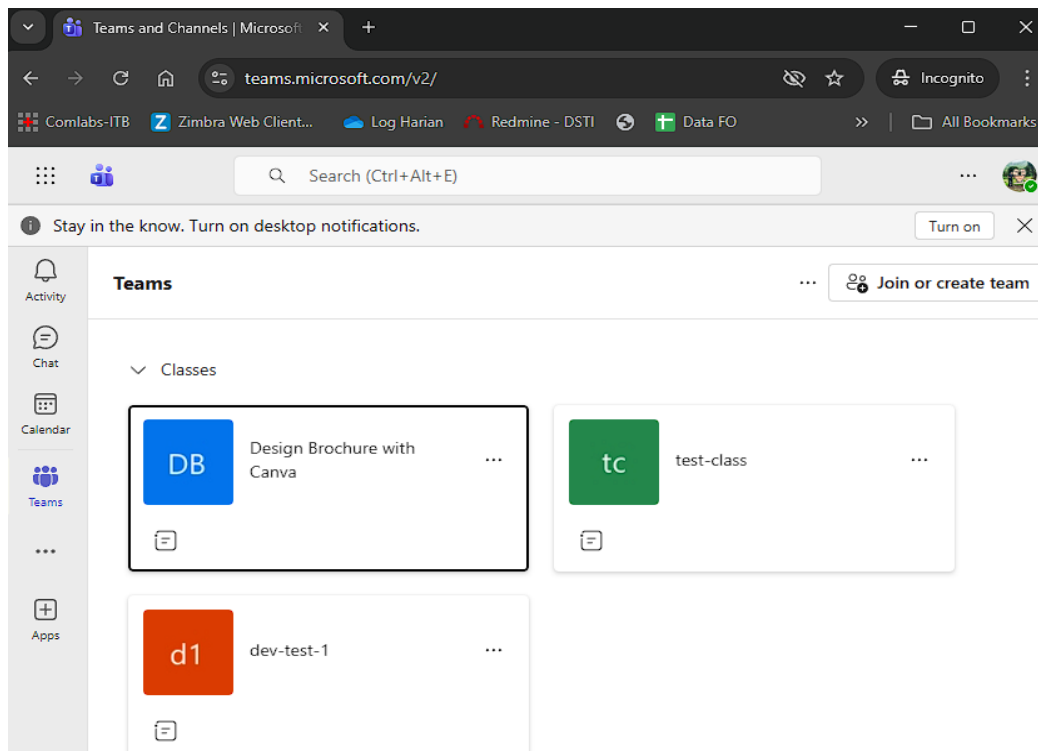 Teams and Channels | Microsoft
teams.microsoft.com/v2/
Incognito
Comlabs-ITB Zimbra Web Client... Log Harian Redmine - DSTI Data FO » All Bookmarks
Search (Ctrl+Alt+E)
Stay in the know. Turn on desktop notifications. Turn on
Activity
Chat
Calendar
Teams
Apps
Teams
Join or create team
Classes
DB
Design Brochure with
Canva
tc
test-class
d1
dev-test-1